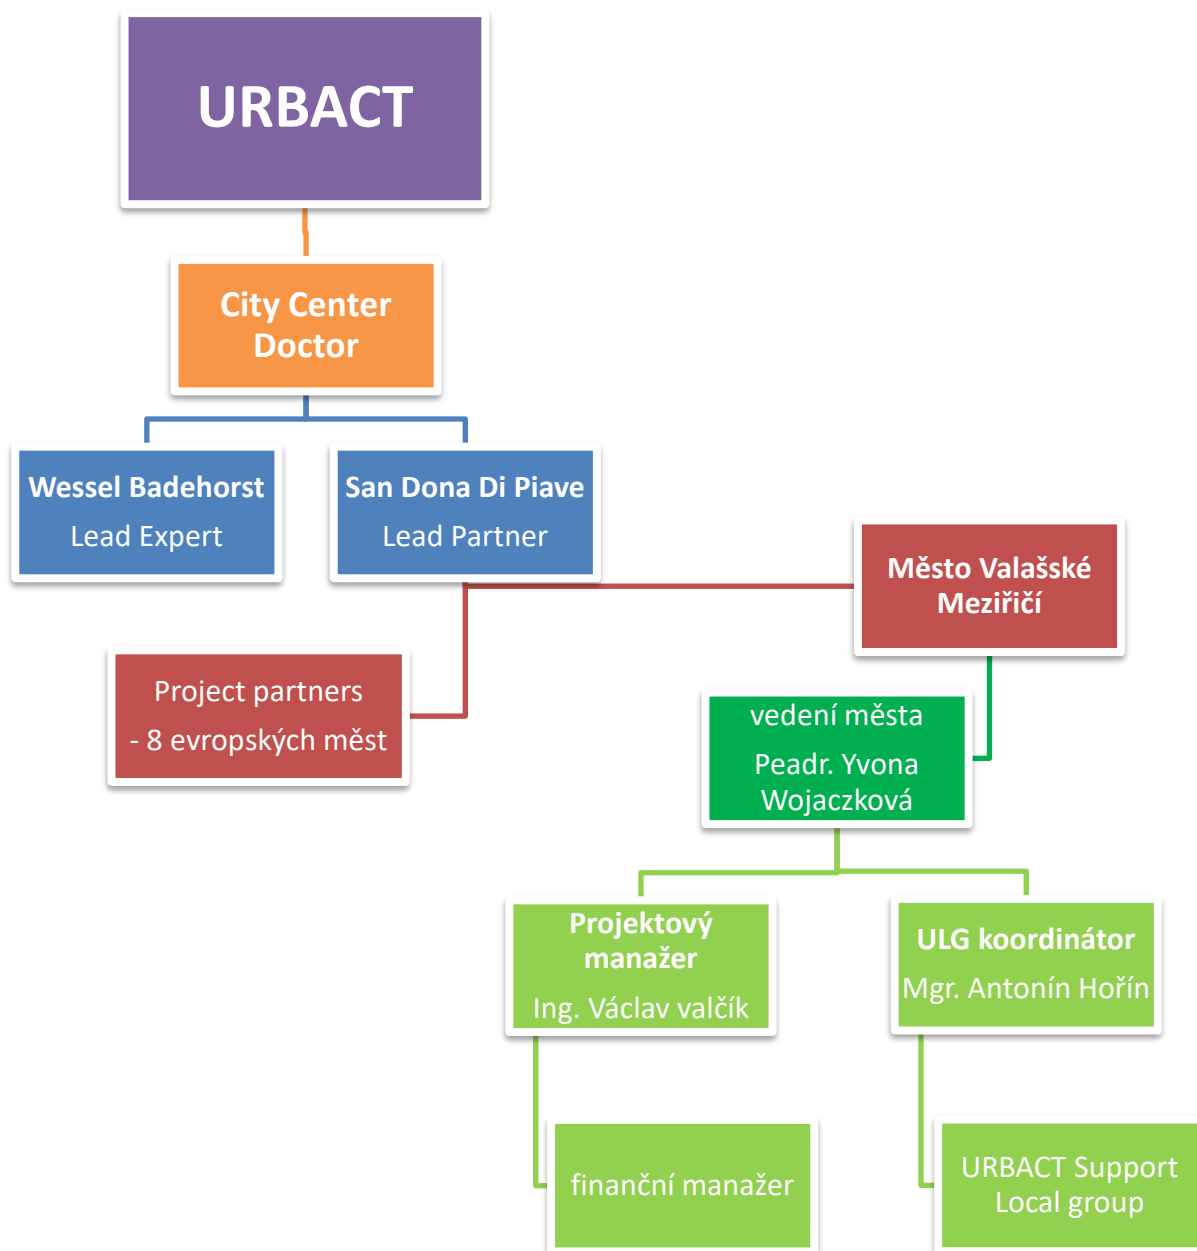 URBACT
City Center
Doctor
Wessel Badehorst
Lead Expert
San Dona Di Piave
Lead Partner
Město Valašské
Meziřičí
Project partners
- 8 evropských měst
vedení města
Peadr. Yvona
Wojaczková
Projektový
manažer
Ing. Václav valčík
ULG koordinátor
Mgr. Antonín Hořín
finanční manažer
URBACT Support
Local group